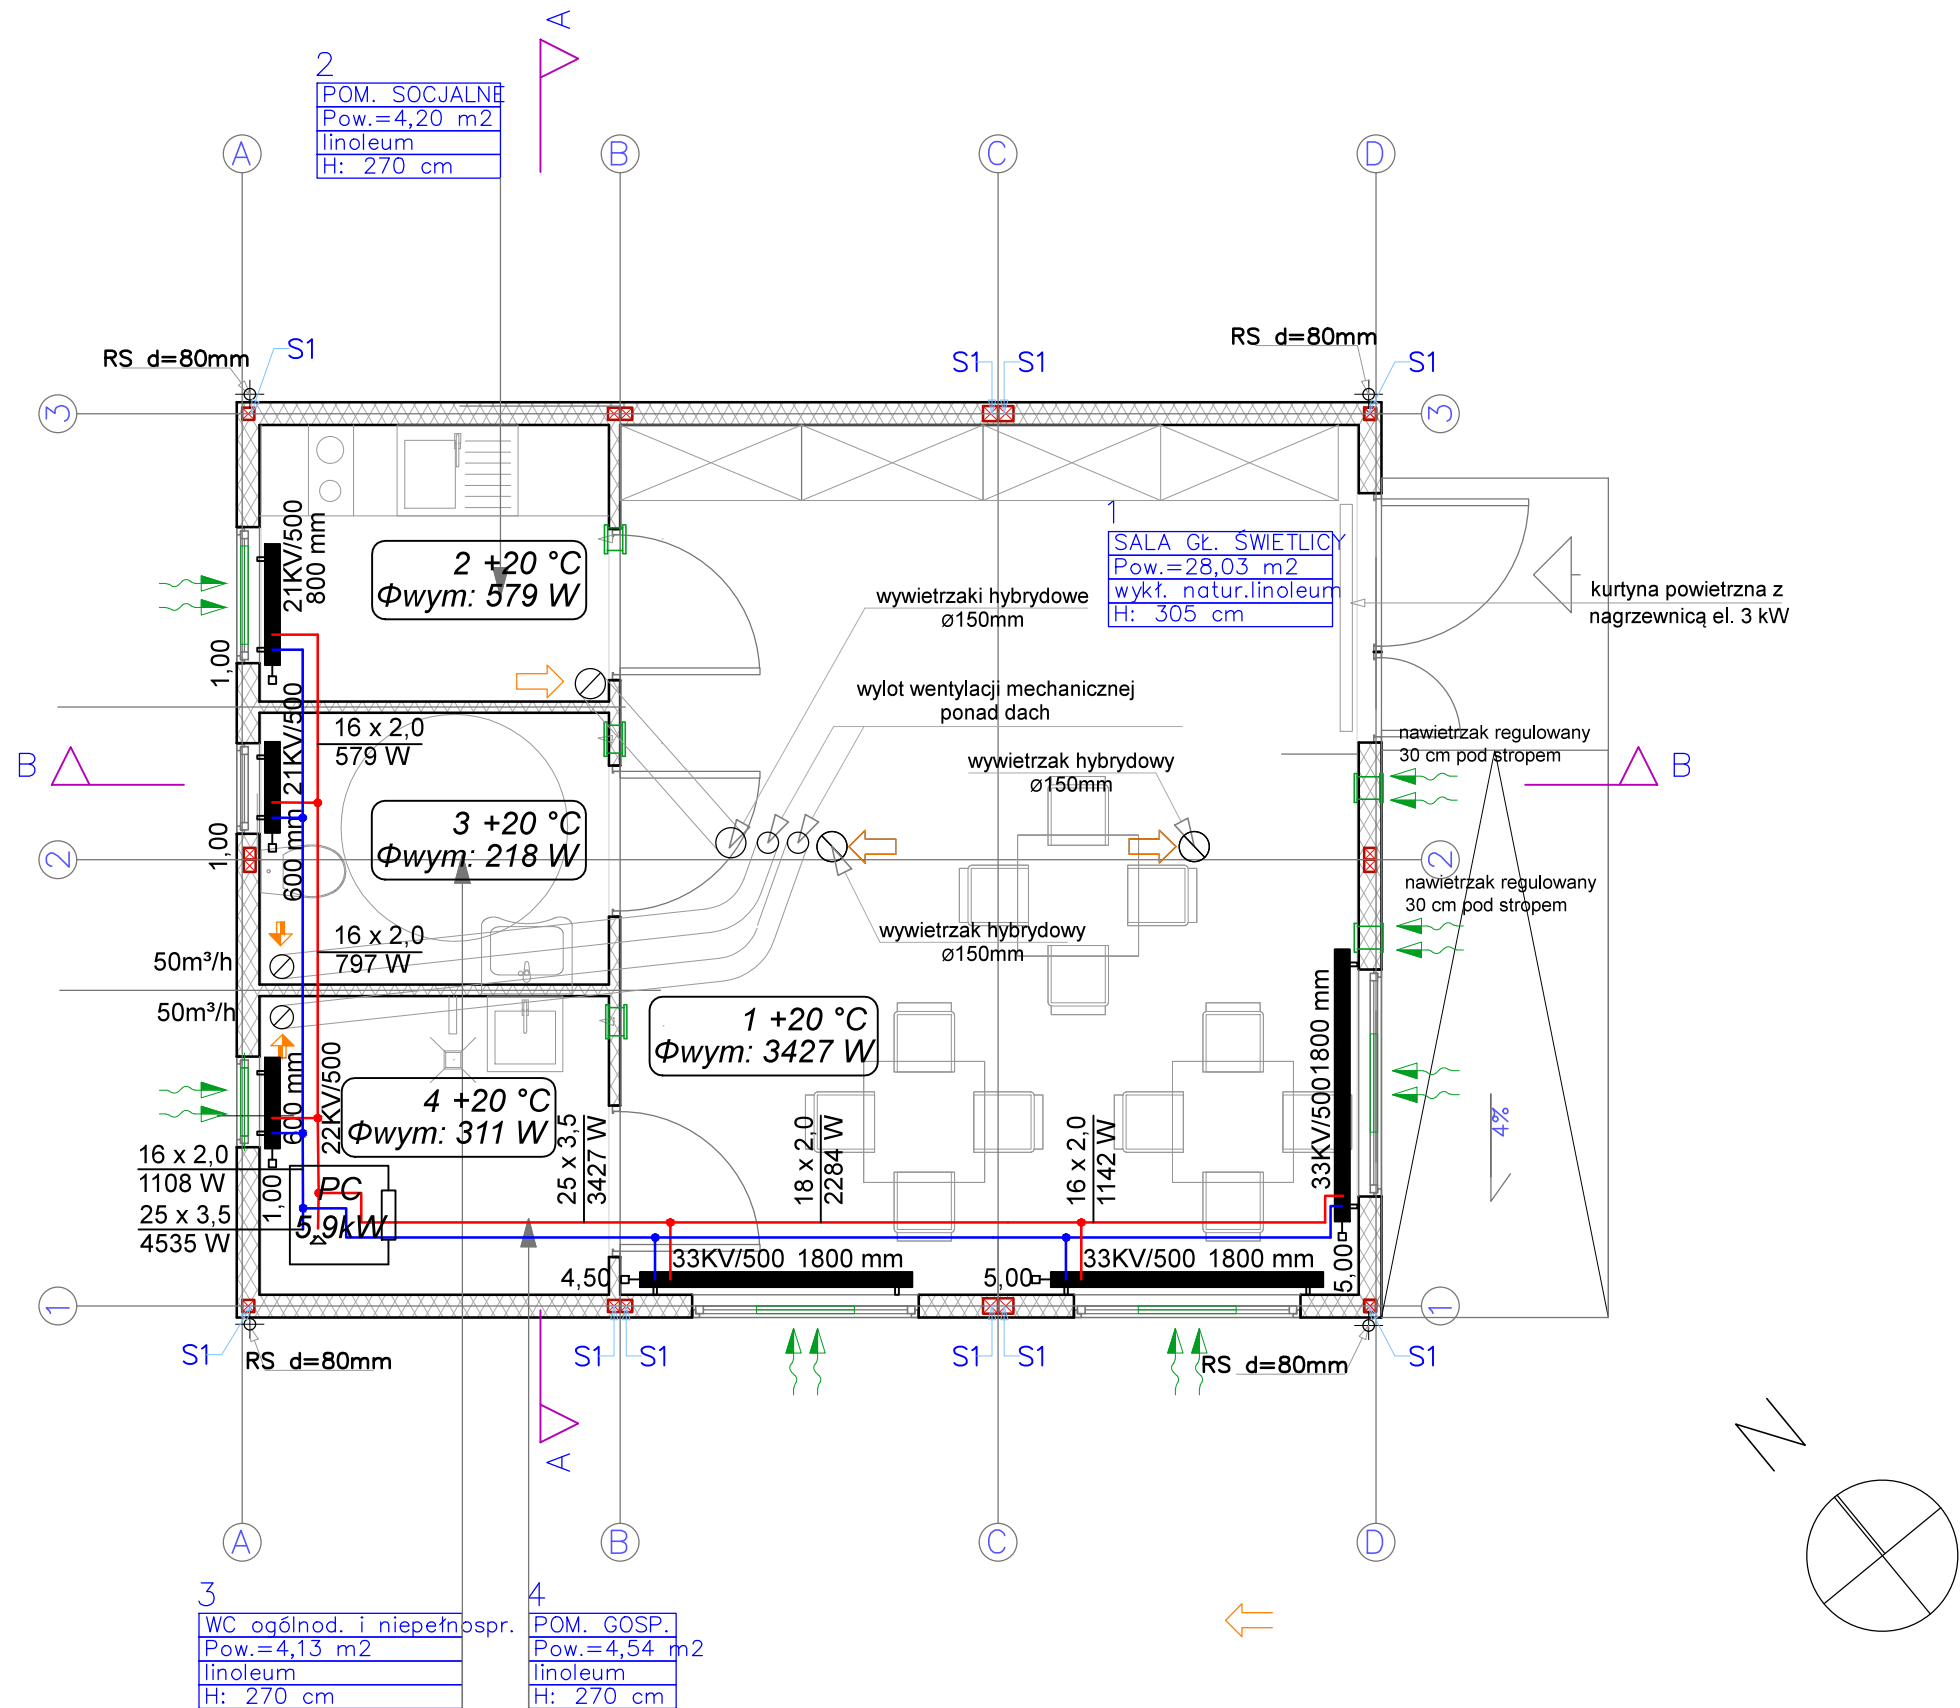 A
2
POM. SOCJALNE
Pow.=4,20 m2
linoleum
H: 270 cm
A
B
C
D
RS d=80mm
S1
S1
S1
RS d=80mm
S1
3
3
21KV/500
800 mm
2 +20 °C
Φwym: 579 W
1
SALA GŁ. ŚWIETLICY
Pow.=28,03 m2
wykł. natur.linoleum
H: 305 cm
wywietrzaki hybrydowe
ø150mm
kurtyna powietrzna z
nagrzewnicą el. 3 kW
1,00
wylot wentylacji mechanicznej
ponad dach
21KV/500
600 mm
16 x 2,0
579 W
nawietrzak regulowany
30 cm pod stropem
B
B
wywietrzak hybrydowy
ø150mm
1,00
3 +20 °C
Φwym: 218 W
2
2
nawietrzak regulowany
30 cm pod stropem
16 x 2,0
797 W
wywietrzak hybrydowy
ø150mm
50m³/h
50m³/h
1 +20 °C
Φwym: 3427 W
33KV/5001800 mm
600 mm
22KV/500
4 +20 °C
Φwym: 311 W
25 x 3,5
3427 W
18 x 2,0
2284 W
16 x 2,0
1142 W
4%
16 x 2,0
1108 W
1,00
PC
5,9kW
25 x 3,5
4535 W
4,50
33KV/500 1800 mm
5,00
33KV/500 1800 mm
5,00
1
1
S1
RS d=80mm
S1
S1
S1
S1
RS d=80mm
S1
A
N
A
B
C
D
3
WC ogólnod. i niepełnospr.
Pow.=4,13 m2
linoleum
H: 270 cm
4
POM. GOSP.
Pow.=4,54 m2
linoleum
H: 270 cm